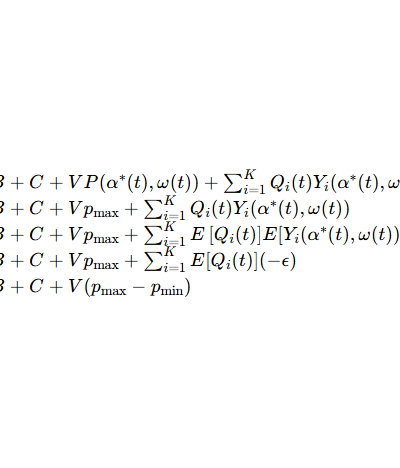 B + C + VP(α*(t), ω(t)) + ∑_{i=1}^{K} Q_i(t)Y_i(α*(t), ω
B + C + Vp_max + ∑_{i=1}^{K} Q_i(t)Y_i(α*(t), ω(t))
B + C + Vp_max + ∑_{i=1}^{K} E [Q_i(t)]E[Y_i(α*(t), ω(t))
B + C + Vp_max + ∑_{i=1}^{K} E[Q_i(t)](−ϵ)
B + C + V(p_max − p_min)